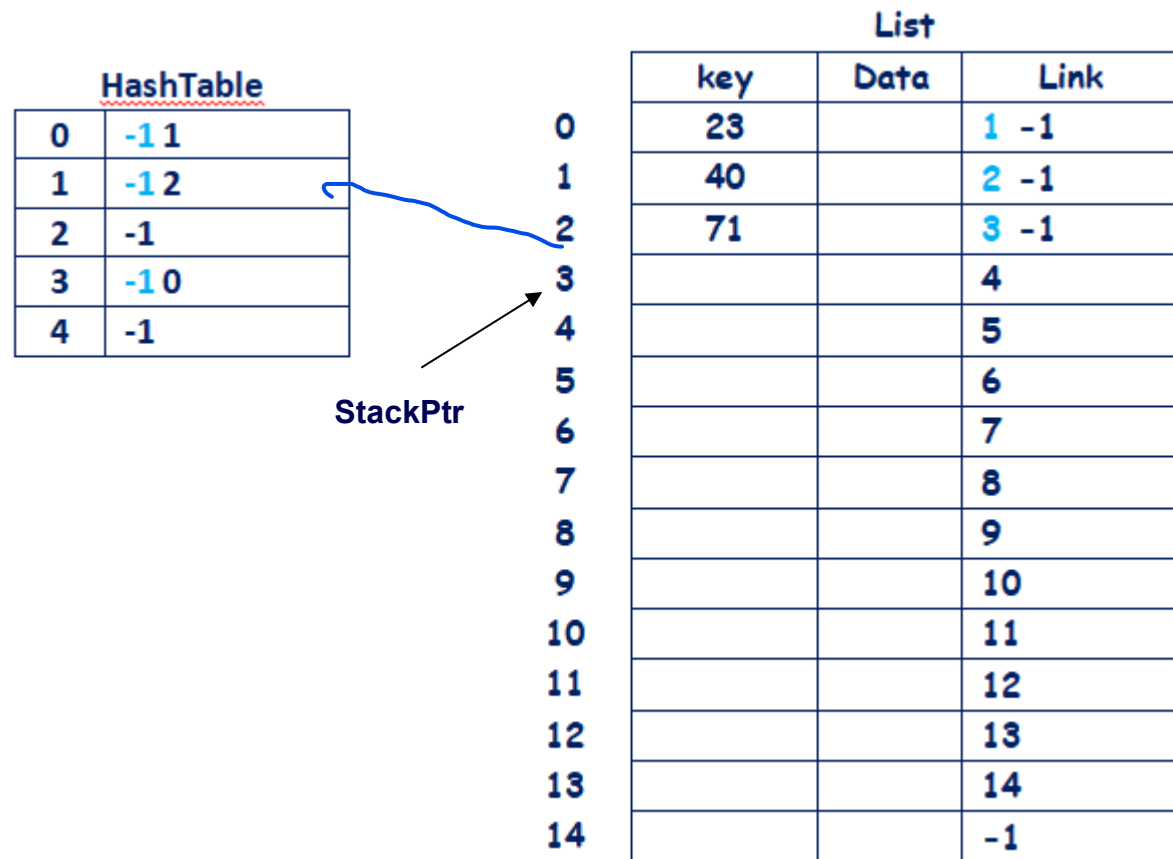 List
HashTable
key Data Link
0 -1 1
1 -1 2
2 -1
3 -1 0
4 -1
StackPtr
0 23 1 -1
1 40 2 -1
2 71 3 -1
3 4
4 5
5 6
6 7
7 8
8 9
9 10
10 11
11 12
12 13
13 14
14 -1